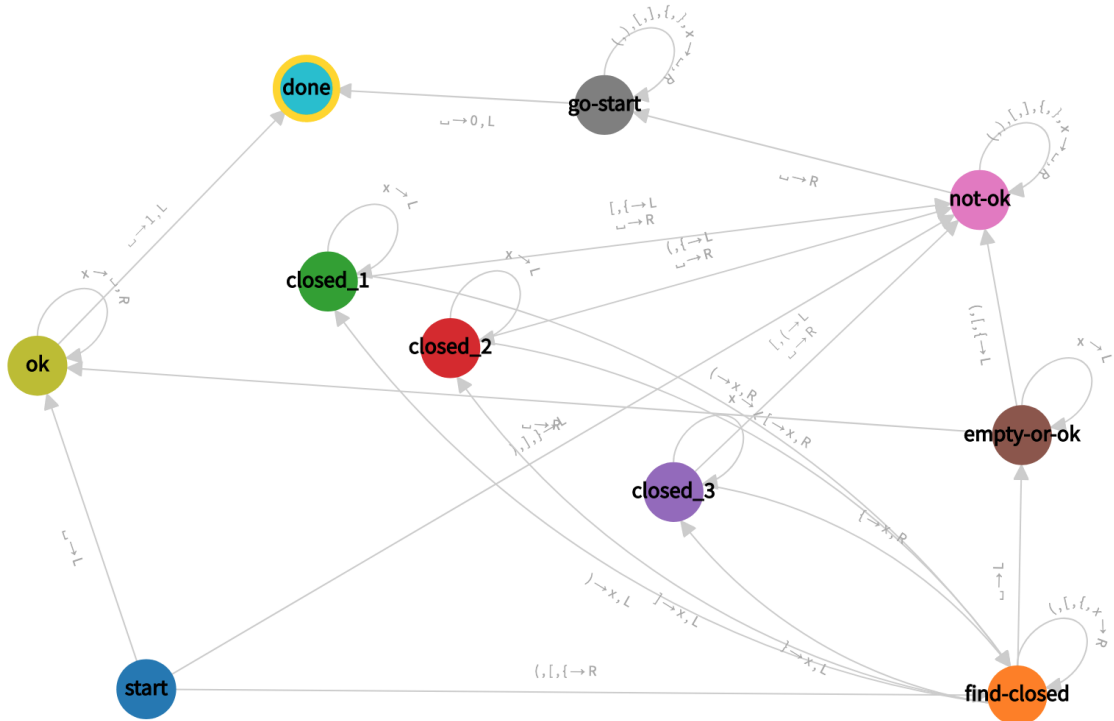 (,),[,],{,},x→␣,R
done
go-start
␣→0,L
(,),[,],{,},x→␣,R
␣→R
not-ok
x→L
[,{→L
␣→R
␣→1,L
(,{→L
␣→R
x→L
closed_1
x→␣,R
closed_2
[,(→L
␣→R
(,[,{→L
x→L
ok
(→x,R
[→x,R
empty-or-ok
closed_3
{→x,R
␣→L
␣→L
)→x,L
]→x,L
(,[,{,x→R
}→x,L
(,[,{→R
start
find-closed